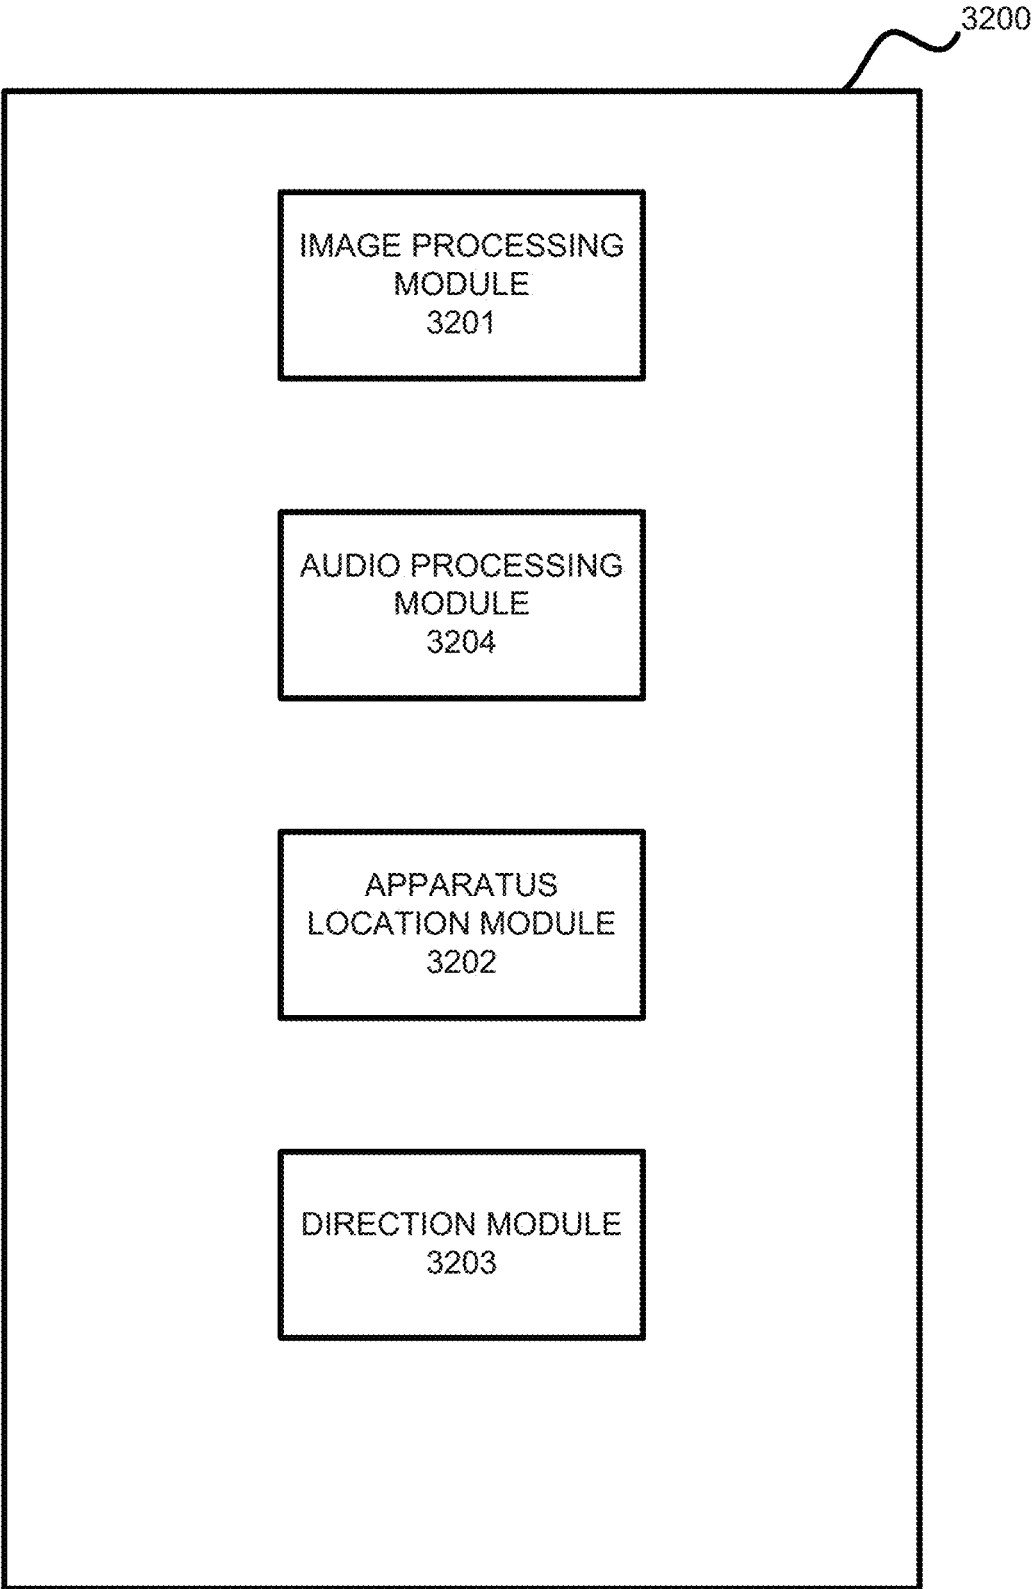 3200
IMAGE PROCESSING
MODULE
3201
AUDIO PROCESSING
MODULE
3204
APPARATUS
LOCATION MODULE
3202
DIRECTION MODULE
3203